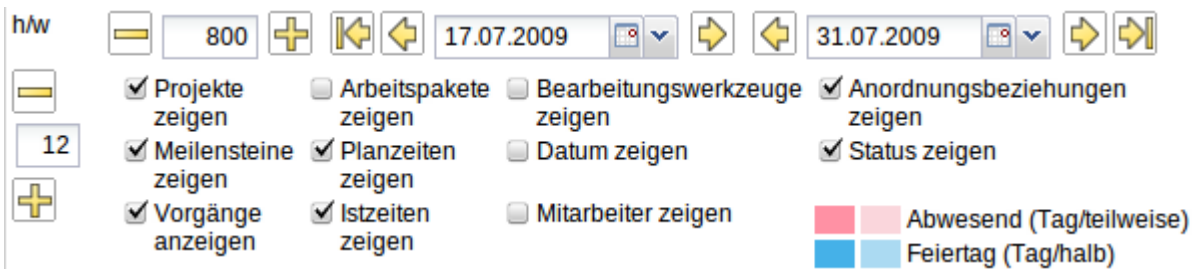 h/w
800
17.07.2009
31.07.2009
12
Projekte
zeigen
Arbeitspakete
zeigen
Bearbeitungswerkzeuge
zeigen
Anordnungsbeziehungen
zeigen
Meilensteine
zeigen
Planzeiten
zeigen
Datum zeigen
Status zeigen
Vorgänge
anzeigen
Istzeiten
zeigen
Mitarbeiter zeigen
Abwesend (Tag/teilweise)
Feiertag (Tag/halb)